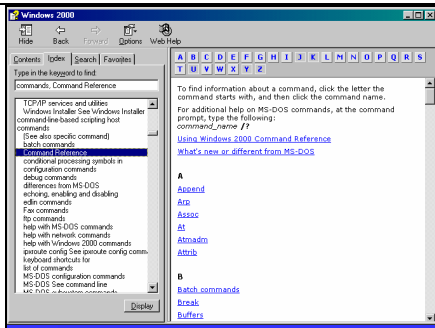 Windows 2000
Hide Back Forward Options Web Help
Contents Index Search Favorites
Type in the keyword to find:
commands, Command Reference
TCP/IP services and utilities
Windows Installer See Windows Installer
command-line-based scripting host
commands
(See also specific command)
batch commands
Command Reference
conditional processing symbols in
configuration commands
debug commands
differences from MS-DOS
echoing, enabling and disabling
edlin commands
Fax commands
ftp commands
help with MS-DOS commands
help with network commands
help with Windows 2000 commands
iproute config See iproute config comm
keyboard shortcuts for
list of commands
MS-DOS configuration commands
MS-DOS See command line
MS-DOS subsystem commands
Display
A B C D E F G H I J K L M N O P Q R S
T U V W X Y Z
To find information about a command, click the letter the
command starts with, and then click the command name.
For additional help on MS-DOS commands, at the command
prompt, type the following:
command_name /?
Using Windows 2000 Command Reference
What's new or different from MS-DOS
A
Append
Arp
Assoc
At
Atmadm
Attrib
B
Batch commands
Break
Buffers